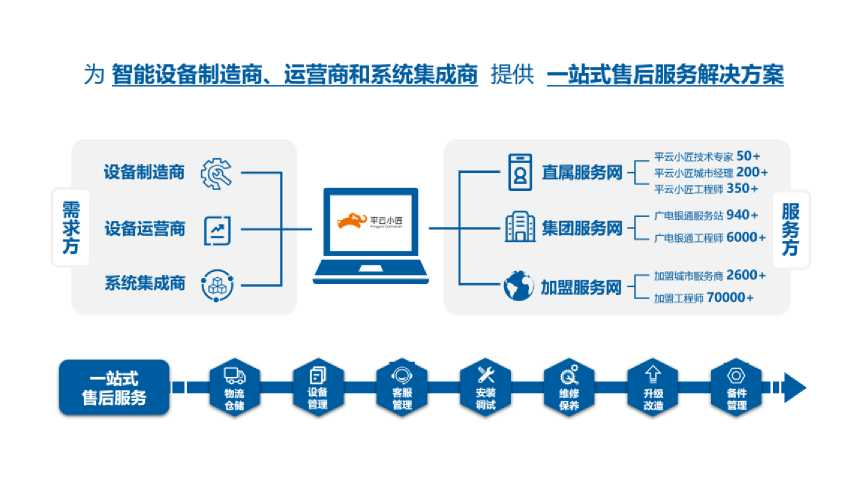 为 智能设备制造商、运营商和系统集成商 提供 一站式售后服务解决方案
需求方
设备制造商
设备运营商
系统集成商
平云小匠
直属服务网
平云小匠技术专家 50+
平云小匠城市经理 200+
平云小匠工程师 350+
集团服务网
广电银通服务站 940+
广电银通工程师 6000+
加盟服务网
加盟城市服务商 2600+
加盟工程师 70000+
服务方
一站式
售后服务
物流
仓储
设备
管理
客服
管理
安装
调试
维修
保养
升级
改造
备件
管理